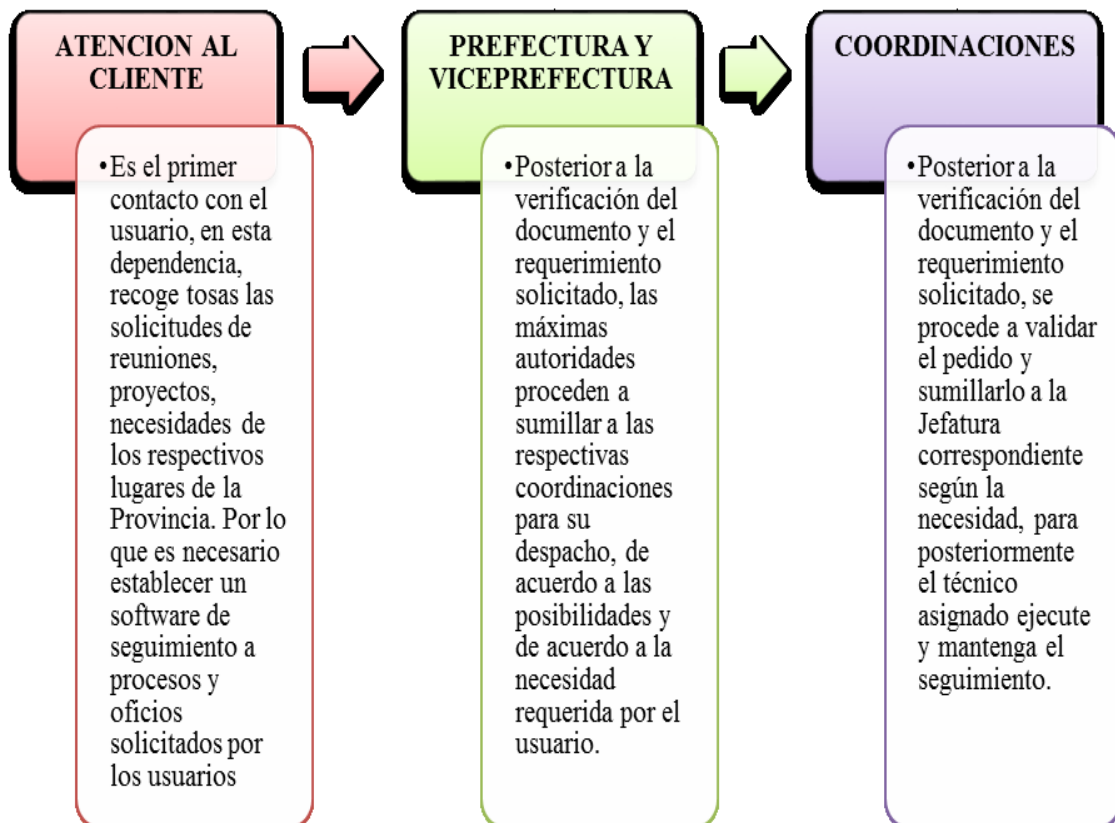 ATENCION AL
CLIENTE
•Es el primer
contacto con el
usuario, en esta
dependencia,
recoge tosas las
solicitudes de
reuniones,
proyectos,
necesidades de
los respectivos
lugares de la
Provincia. Por lo
que es necesario
establecer un
software de
seguimiento a
procesos y
oficios
solicitados por
los usuarios
PREFECTURA Y
VICEPREFECTURA
•Posterior a la
verificación del
documento y el
requerimiento
solicitado, las
máximas
autoridades
proceden a
sumillar a las
respectivas
coordinaciones
para su
despacho, de
acuerdo a las
posibilidades y
de acuerdo a la
necesidad
requerida por el
usuario.
COORDINACIONES
•Posterior a la
verificación del
documento y el
requerimiento
solicitado, se
procede a validar
el pedido y
sumillarlo a la
Jefatura
correspondiente
según la
necesidad, para
posteriormente
el técnico
asignado ejecute
y mantenga el
seguimiento.